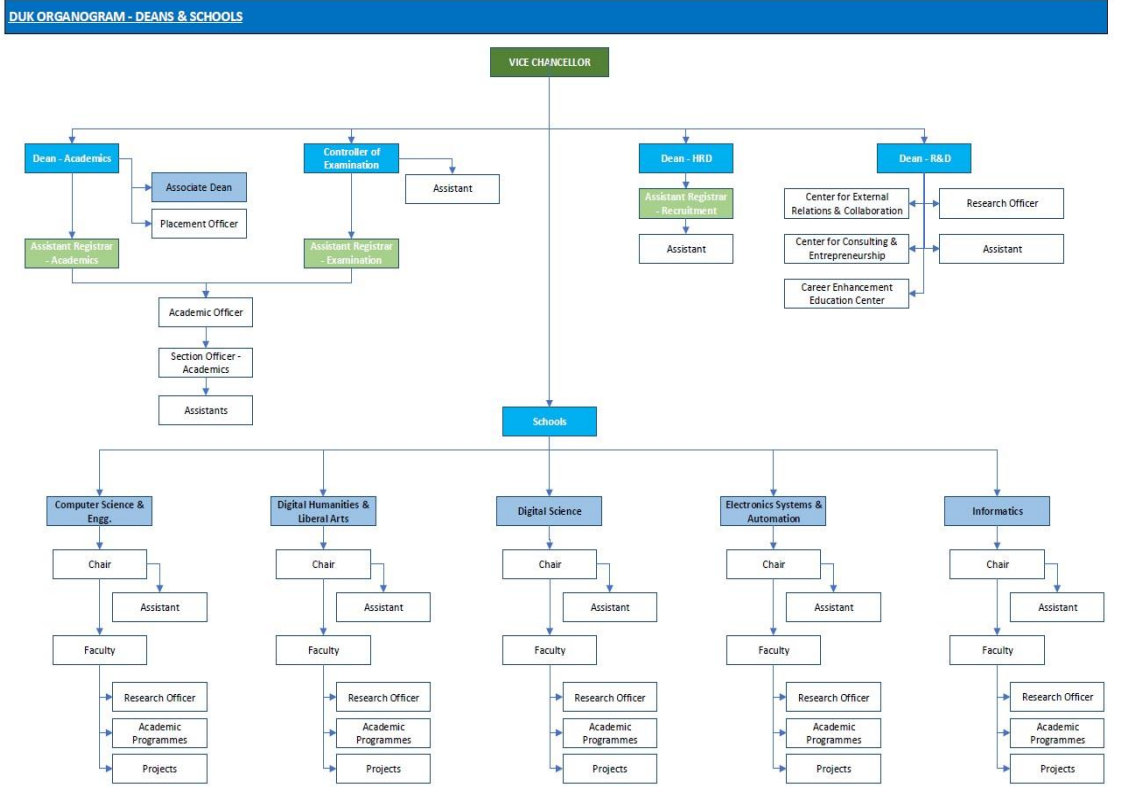 DUK ORGANOGRAM - DEANS & SCHOOLS
VICE CHANCELLOR
Dean - Academics
Associate Dean
Placement Officer
Assistant Registrar
- Academics
Controller of
Examination
Assistant
Assistant Registrar
- Examination
Academic Officer
Section Officer -
Academics
Assistants
Dean - HRD
Assistant Registrar
- Recruitment
Assistant
Dean - R&D
Center for External
Relations & Collaboration
Research Officer
Center for Consulting &
Entrepreneurship
Assistant
Career Enhancement
Education Center
Schools
Computer Science &
Engg.
Chair
Assistant
Faculty
Research Officer
Academic
Programmes
Projects
Digital Humanities &
Liberal Arts
Chair
Assistant
Faculty
Research Officer
Academic
Programmes
Projects
Digital Science
Chair
Assistant
Faculty
Research Officer
Academic
Programmes
Projects
Electronics Systems &
Automation
Chair
Assistant
Faculty
Research Officer
Academic
Programmes
Projects
Informatics
Chair
Assistant
Faculty
Research Officer
Academic
Programmes
Projects